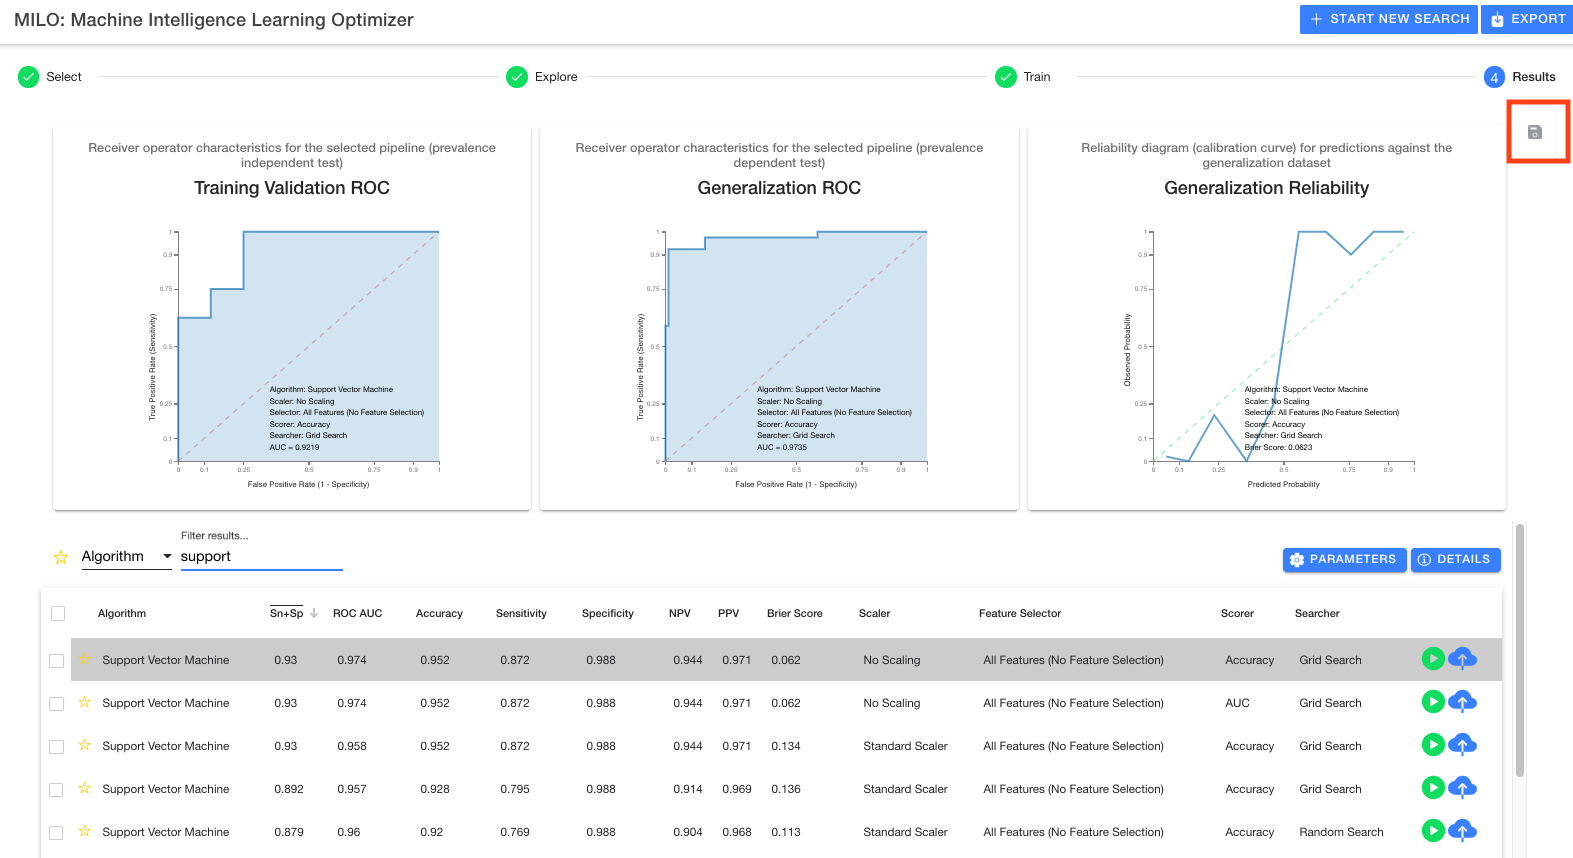 MILO: Machine Intelligence Learning Optimizer
START NEW SEARCH
EXPORT
Select
Explore
Train
4
Results
Receiver operator characteristics for the selected pipeline (prevalence
independent test)
Training Validation ROC
1
0.9
0.75
0.5
0.25
0.1
0
True Positive Rate (Sensitivity)
Algorithm: Support Vector Machine
Scaler: No Scaling
Selector: All Features (No Feature Selection)
Scorer: Accuracy
Searcher: Grid Search
AUC = 0.9219
0 0.1 0.25 0.5 0.75 0.9 1
False Positive Rate (1 - Specificity)
Receiver operator characteristics for the selected pipeline (prevalence
dependent test)
Generalization ROC
1
0.9
0.75
0.5
0.25
0.1
0
True Positive Rate (Sensitivity)
Algorithm: Support Vector Machine
Scaler: No Scaling
Selector: All Features (No Feature Selection)
Scorer: Accuracy
Searcher: Grid Search
AUC = 0.9735
0 0.1 0.25 0.5 0.75 0.9 1
False Positive Rate (1 - Specificity)
Reliability diagram (calibration curve) for predictions against the
generalization dataset
Generalization Reliability
1
0.9
0.75
0.5
0.25
0.1
0
Observed Probability
Algorithm: Support Vector Machine
Scaler: No Scaling
Selector: All Features (No Feature Selection)
Scorer: Accuracy
Searcher: Grid Search
Brier Score: 0.0623
0 0.1 0.25 0.5 0.75 0.9 1
Predicted Probability
Filter results...
Algorithm support
PARAMETERS
DETAILS
Algorithm Sn+Sp ROC AUC Accuracy Sensitivity Specificity NPV PPV Brier Score Scaler Feature Selector Scorer Searcher
Support Vector Machine 0.93 0.974 0.952 0.872 0.988 0.944 0.971 0.062 No Scaling All Features (No Feature Selection) Accuracy Grid Search
Support Vector Machine 0.93 0.974 0.952 0.872 0.988 0.944 0.971 0.062 No Scaling All Features (No Feature Selection) AUC Grid Search
Support Vector Machine 0.93 0.958 0.952 0.872 0.988 0.944 0.971 0.134 Standard Scaler All Features (No Feature Selection) Accuracy Grid Search
Support Vector Machine 0.892 0.957 0.928 0.795 0.988 0.914 0.969 0.136 Standard Scaler All Features (No Feature Selection) Accuracy Grid Search
Support Vector Machine 0.879 0.96 0.92 0.769 0.988 0.904 0.968 0.113 Standard Scaler All Features (No Feature Selection) Accuracy Random Search